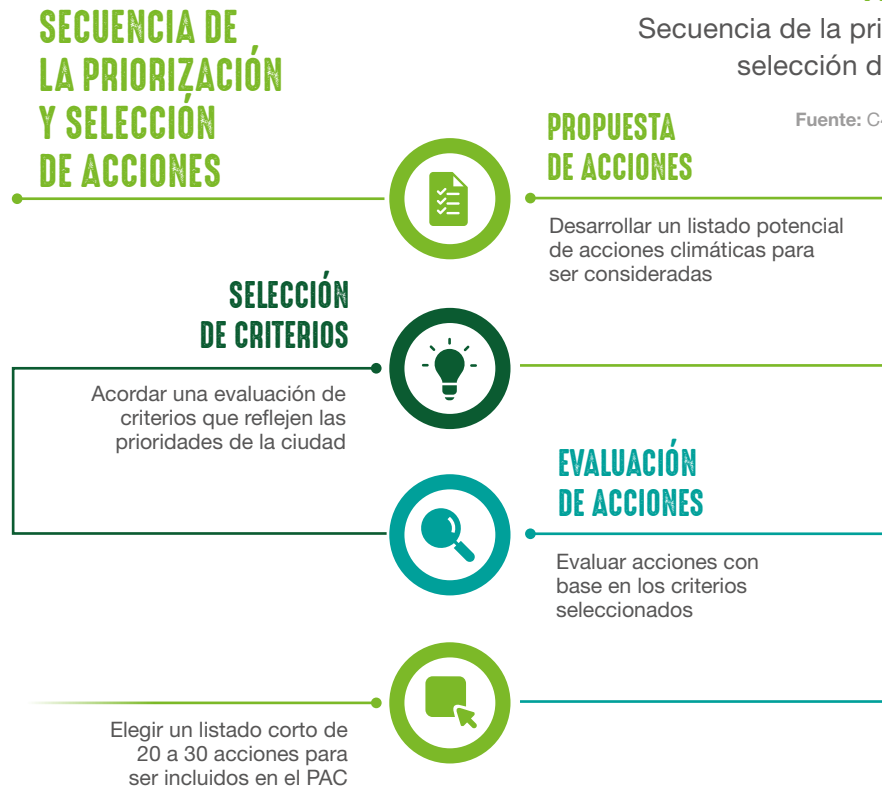 SECUENCIA DE
LA PRIORIZACIÓN
Y SELECCIÓN
DE ACCIONES
Secuencia de la
selección
Fuente:
PROPUESTA
DE ACCIONES
Desarrollar un listado potencial
de acciones climáticas para
ser consideradas
SELECCIÓN
DE CRITERIOS
Acordar una evaluación de
criterios que reflejen las
prioridades de la ciudad
EVALUACIÓN
DE ACCIONES
Evaluar acciones con
base en los criterios
seleccionados
Elegir un listado corto de
20 a 30 acciones para
ser incluidos en el PAC